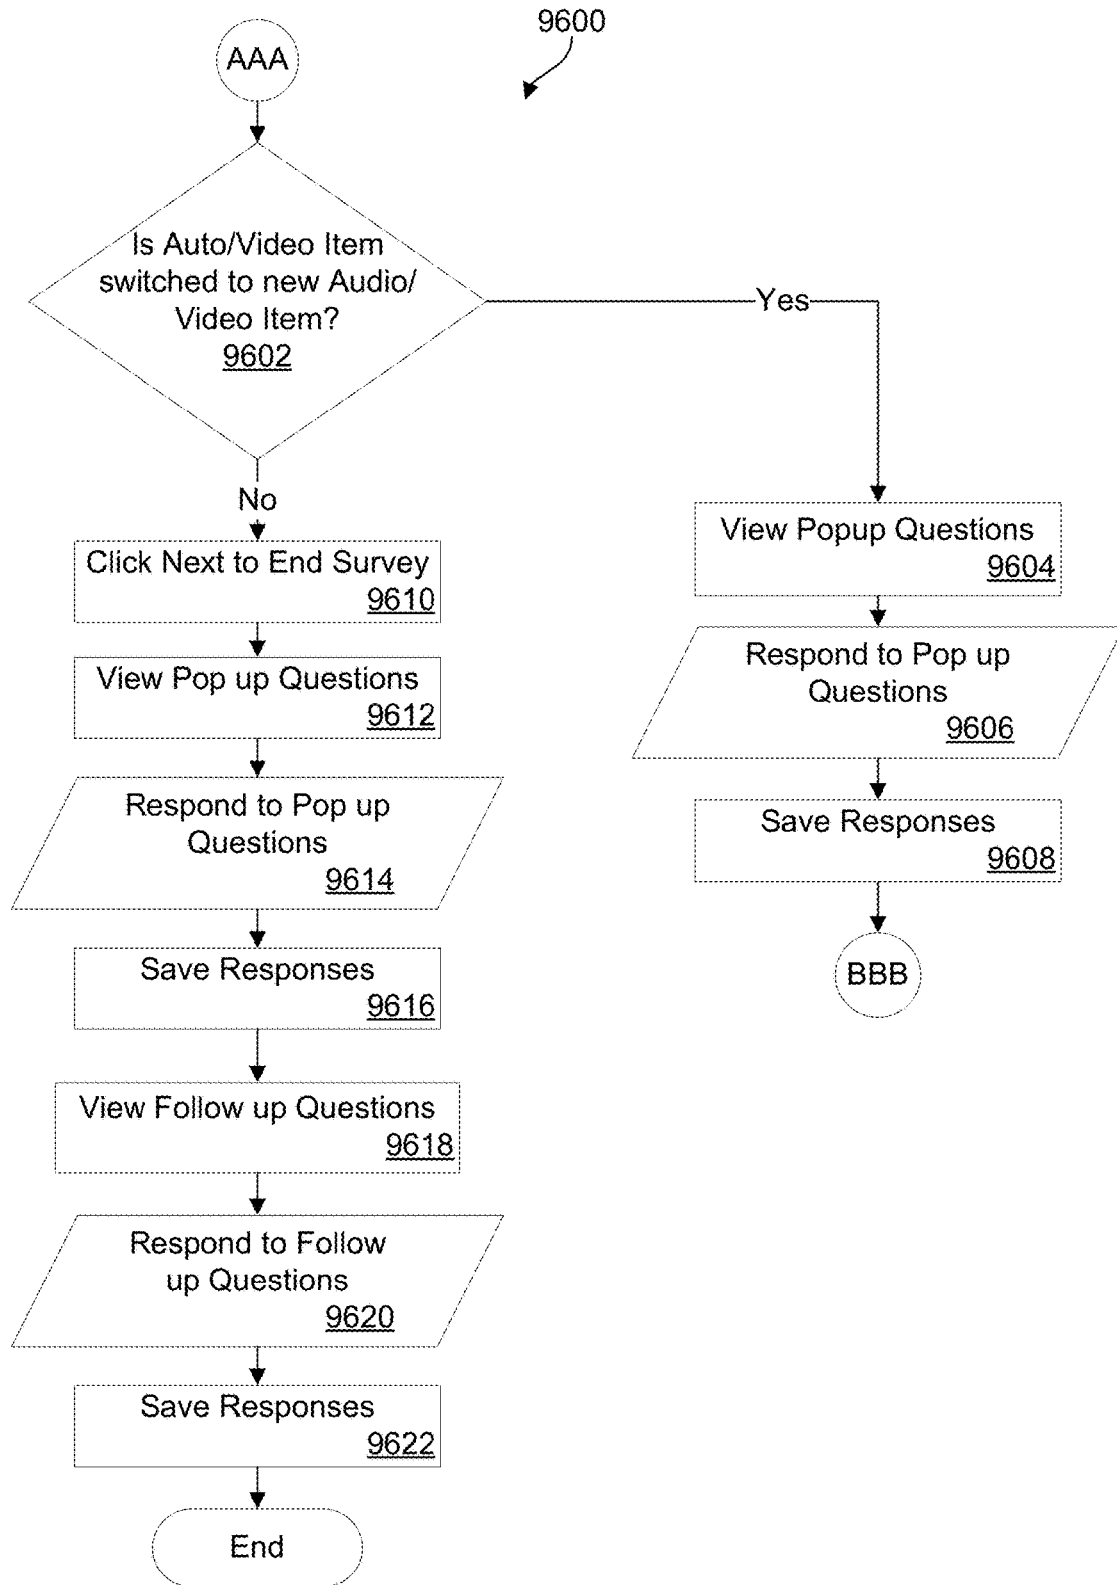 9600
AAA
Is Auto/Video Item
switched to new Audio/
Video Item?
9602
Yes
No
Click Next to End Survey
9610
View Pop up Questions
9612
Respond to Pop up
Questions
9614
Save Responses
9616
View Follow up Questions
9618
Respond to Follow
up Questions
9620
Save Responses
9622
End
View Popup Questions
9604
Respond to Pop up
Questions
9606
Save Responses
9608
BBB